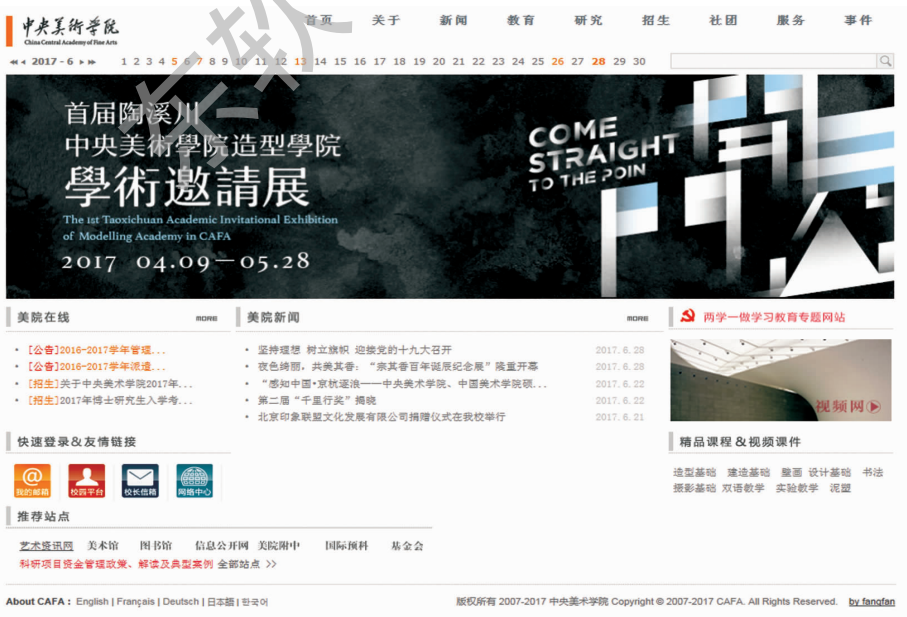 中央美術学院
China Central Academy of Fine Arts
首页 关于 新闻 教育 研究 招生 社团 服务 事件
2017 - 6 1 2 3 4 5 6 7 8 9 10 11 12 13 14 15 16 17 18 19 20 21 22 23 24 25 26 27 28 29 30
首届陶溪川
中央美術學院造型學院
學術邀請展
The 1st Taoxichuan Academic Invitational Exhibition
of Modelling Academy in CAFA
2017 04.09—05.28
COME
STRAIGHT
TO THE POIN
美院在线 MORE
[公告]2016-2017学年管理...
[公告]2016-2017学年派遣...
[招生]关于中央美术学院2017年...
[招生]2017年博士研究生入学考...
美院新闻 MORE
坚持理想 树立旗帜 迎接党的十九大召开 2017.6.28
夜色绮丽，共美其香：“宗其香百年诞辰纪念展”隆重开幕 2017.6.28
“感知中国·京杭逐浪——中央美术学院、中国美术学院硕... 2017.6.22
第二届“千里行奖”揭晓 2017.6.22
北京印象联盟文化发展有限公司捐赠仪式在我校举行 2017.6.21
两学一做学习教育专题网站
视频网
快速登录&友情链接
我的邮箱 校园平台 校长信箱 网络中心
精品课程&视频课件
造型基础 建造基础 壁画 设计基础 书法
摄影基础 双语教学 实验教学 泥塑
推荐站点
艺术资讯网 美术馆 图书馆 信息公开网 美院附中 国际预科 基金会
科研项目资金管理政策、解读及典型案例 全部站点 >>
About CAFA : English | Français | Deutsch | 日本語 | 한국어
版权所有 2007-2017 中央美术学院 Copyright © 2007-2017 CAFA. All Rights Reserved. by fangfan
东软